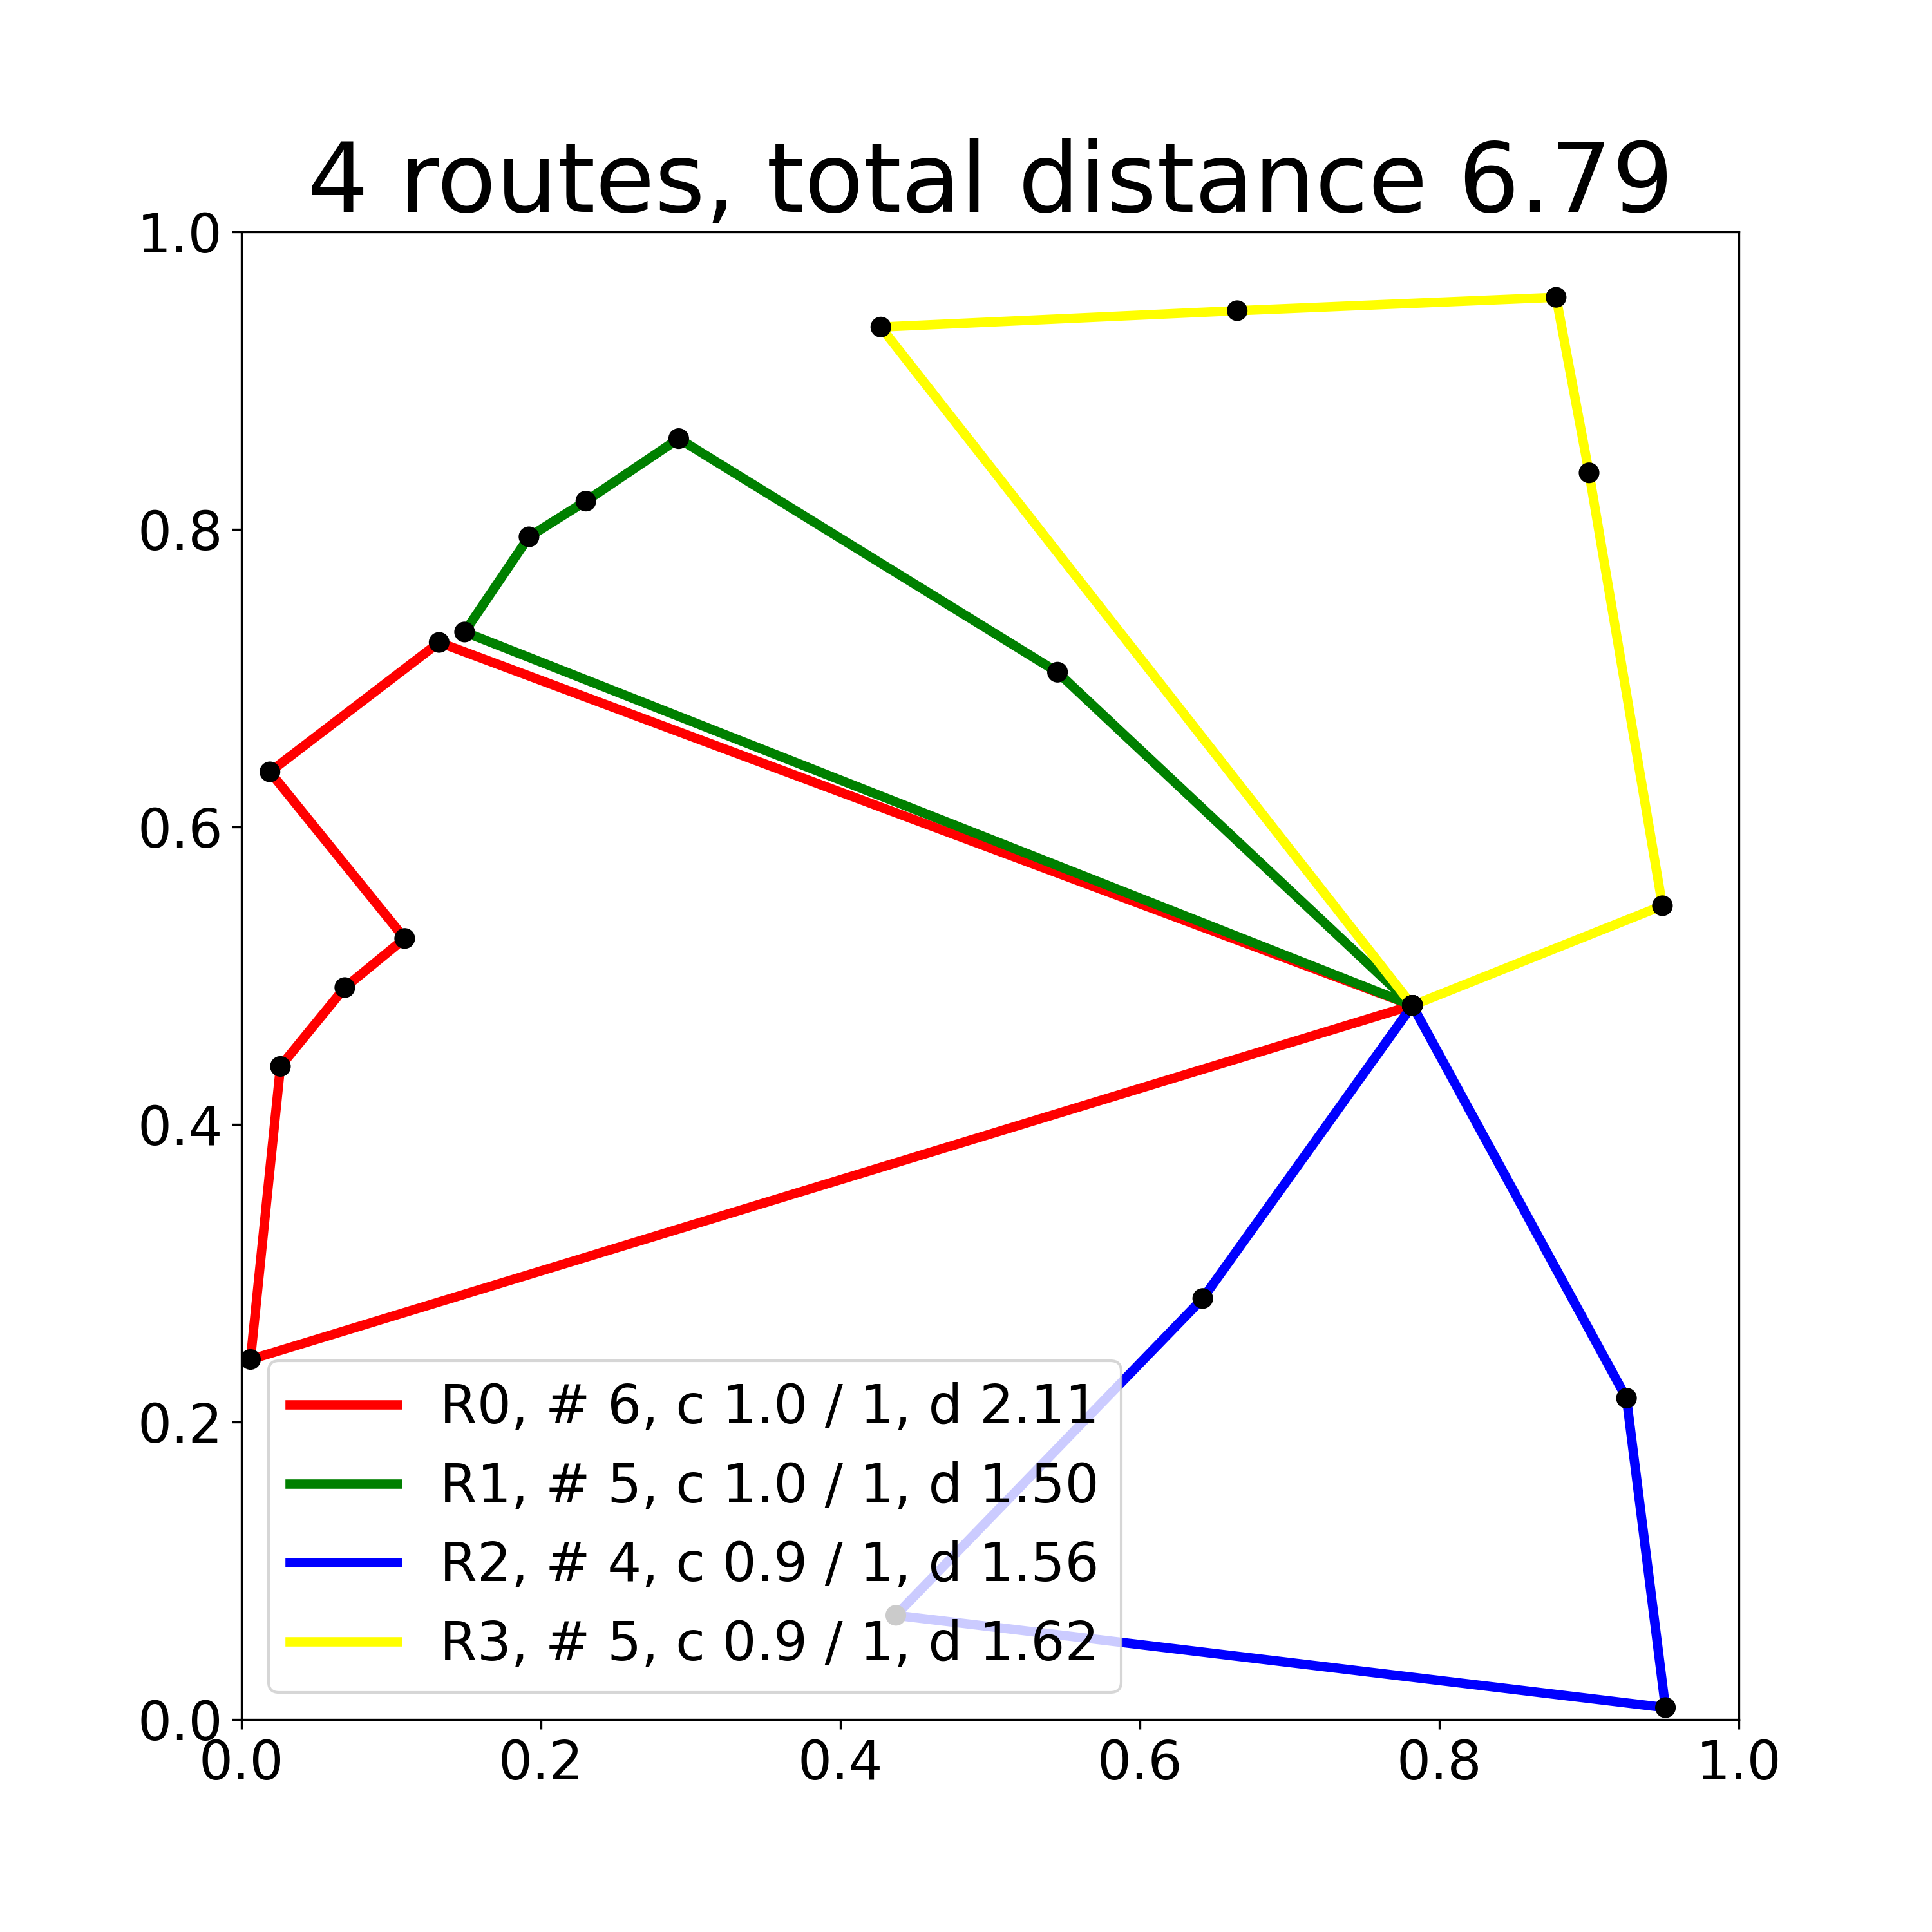 4 routes, total distance 6.79
1.0
0.8
0.6
0.4
0.2
0.0
R0, # 6, c 1.0 / 1, d 2.11
R1, # 5, c 1.0 / 1, d 1.50
R2, # 4, c 0.9 / 1, d 1.56
R3, # 5, c 0.9 / 1, d 1.62
0.0 0.2 0.4 0.6 0.8 1.0